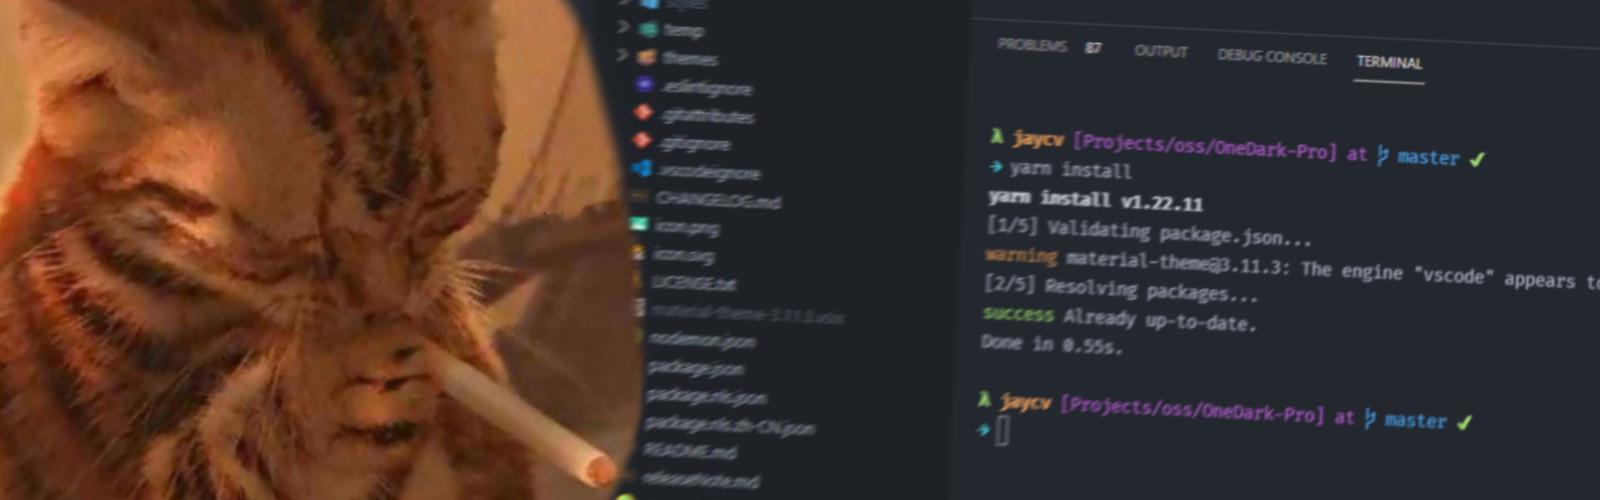 temp
themes
.eslintignore
.gitattributes
.gitignore
.vscodeignore
CHANGELOG.md
icon.png
icon.svg
LICENSE.txt
material-theme-3.11.3.vsix
nodemon.json
package.json
package.nls.json
package.nls.zh-CN.json
README.md
releaseNote.md
PROBLEMS 87 OUTPUT DEBUG CONSOLE TERMINAL
λ jaycv [Projects/oss/OneDark-Pro] at master ✔
➜ yarn install
yarn install v1.22.11
[1/5] Validating package.json...
warning material-theme@3.11.3: The engine "vscode" appears to
[2/5] Resolving packages...
success Already up-to-date.
Done in 0.55s.
λ jaycv [Projects/oss/OneDark-Pro] at master ✔
➜